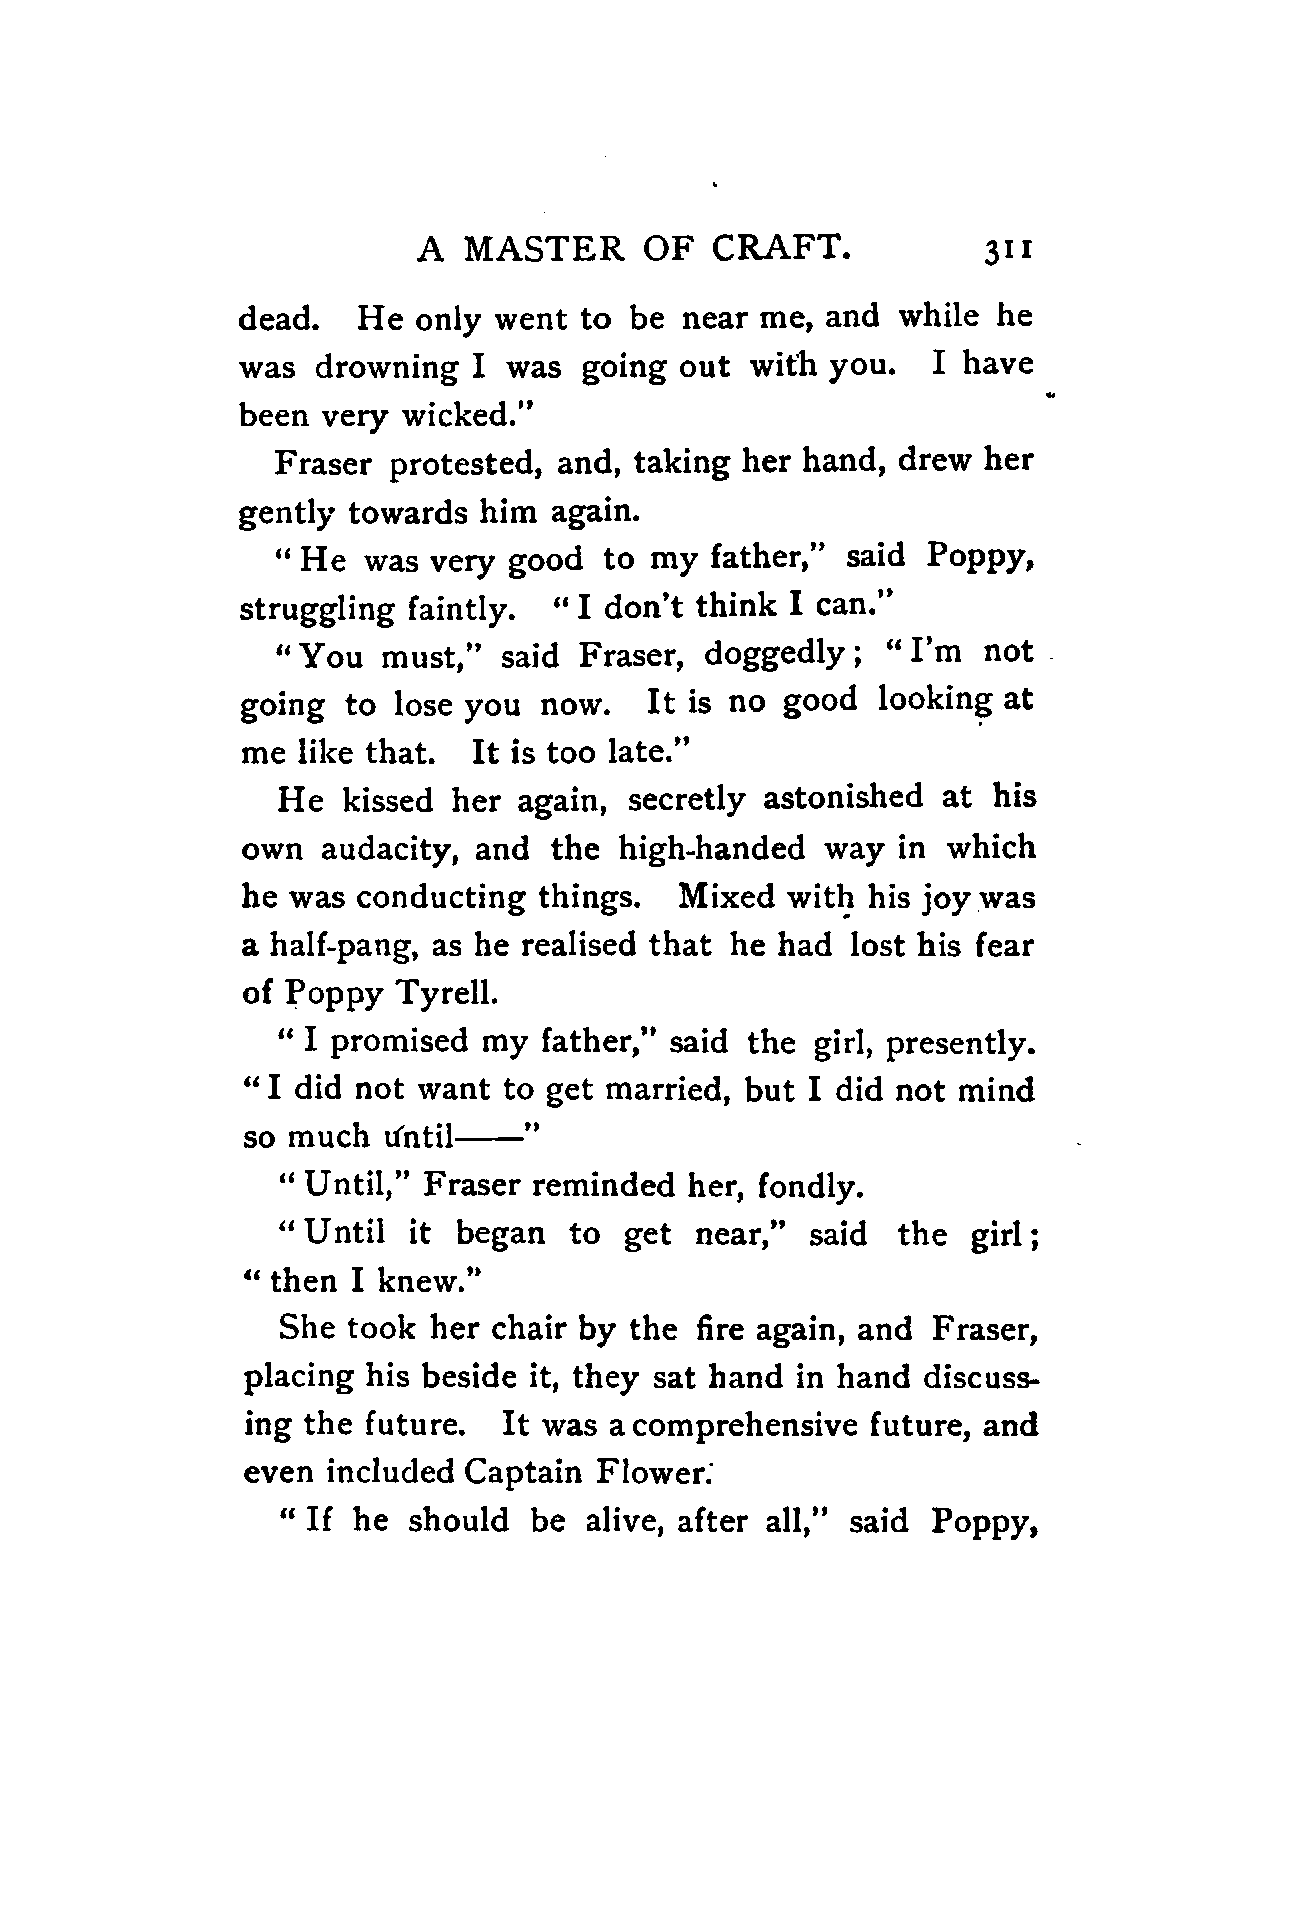 A MASTER OF CRAFT. 311
dead. He only went to be near me, and while he
was drowning I was going out with you. I have
been very wicked."
Fraser protested, and, taking her hand, drew her
gently towards him again.
"He was very good to my father," said Poppy,
struggling faintly. "I don't think I can."
"You must," said Fraser, doggedly; "I'm not
going to lose you now. It is no good looking at
me like that. It is too late."
He kissed her again, secretly astonished at his
own audacity, and the high-handed way in which
he was conducting things. Mixed with his joy was
a half-pang, as he realised that he had lost his fear
of Poppy Tyrell.
"I promised my father," said the girl, presently.
"I did not want to get married, but I did not mind
so much until——"
"Until," Fraser reminded her, fondly.
"Until it began to get near," said the girl;
"then I knew."
She took her chair by the fire again, and Fraser,
placing his beside it, they sat hand in hand discuss-
ing the future. It was a comprehensive future, and
even included Captain Flower.
"If he should be alive, after all," said Poppy,